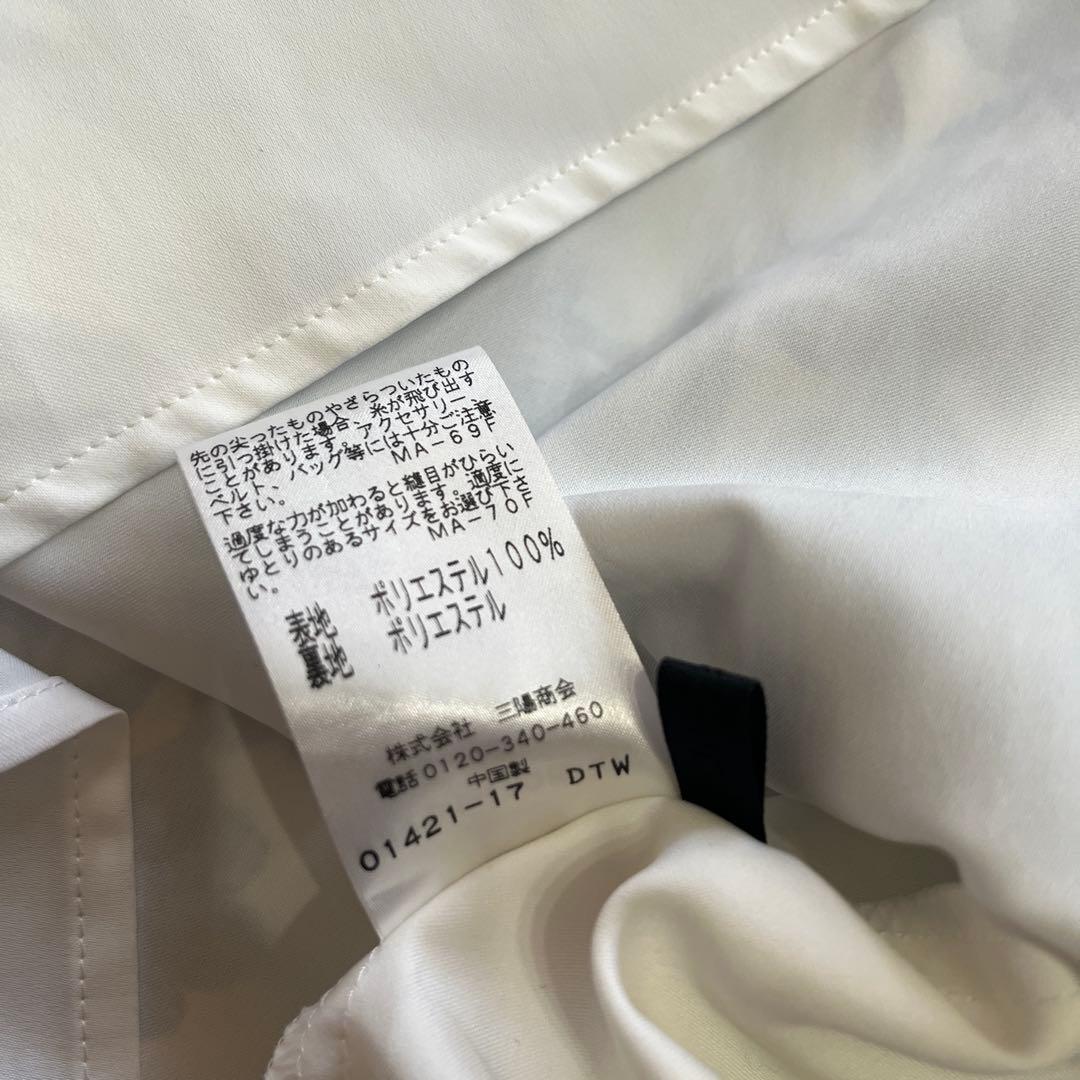 先の尖ったものやざらついたもの
に引っ掛けた場合、糸が飛び出す
ことがあります。アクセサリー
ベルト、バッグ等には十分ご注意
下さい。 MA-69F
過度な力が加わると縫目がひらい
てしまうことがあります。適度に
ゆとりのあるサイズをお選び下さ
い。 MA-70F
表地 ポリエステル100%
裏地 ポリエステル
株式会社 三陽商会
電話0120-340-460
中国製
01421-17 DTW